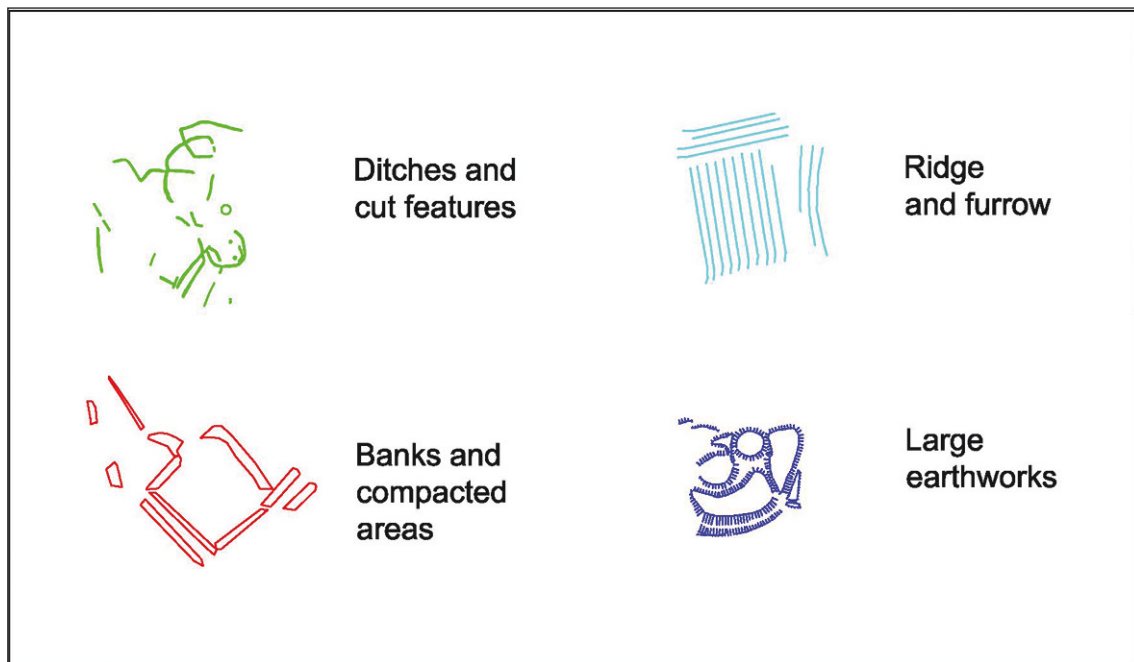 Ditches and
cut features
Ridge
and furrow
Banks and
compacted
areas
Large
earthworks